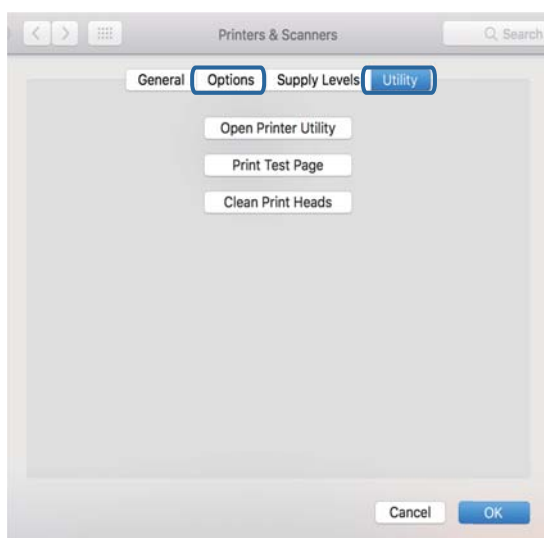 Printers & Scanners Search
General Options Supply Levels Utility
Open Printer Utility
Print Test Page
Clean Print Heads
Cancel OK